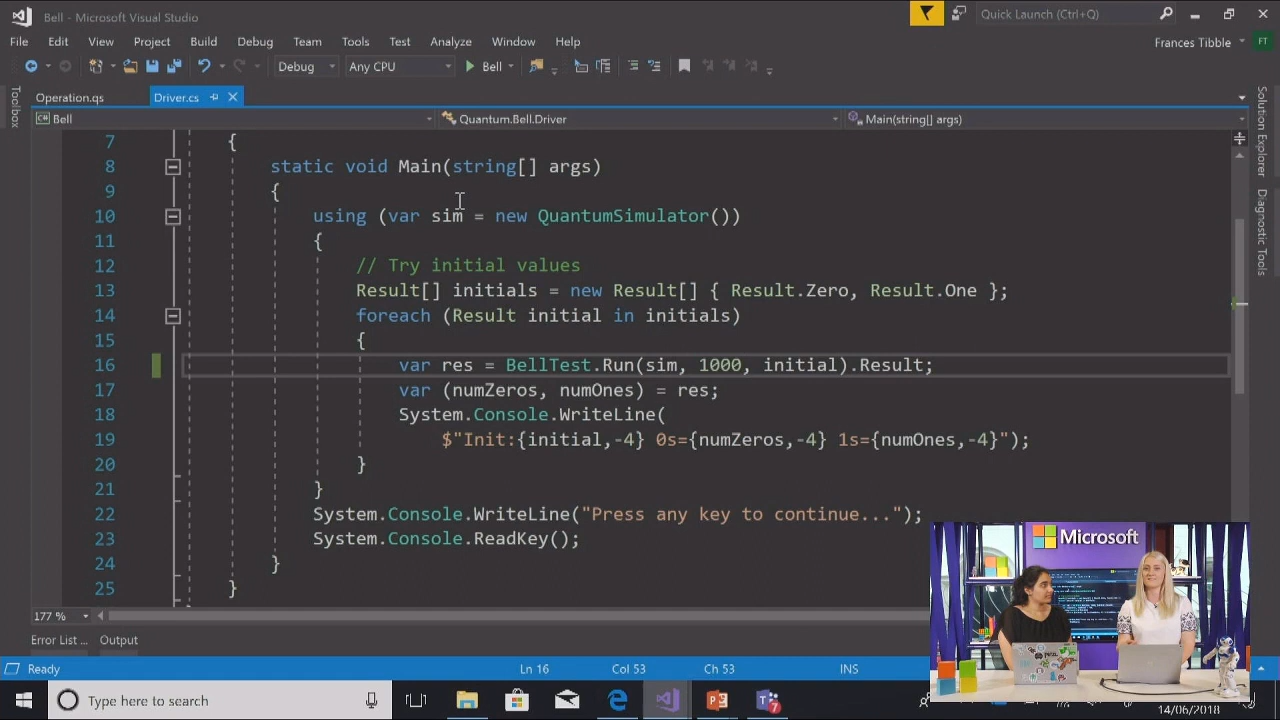 Bell - Microsoft Visual Studio
Quick Launch (Ctrl+Q)
File Edit View Project Build Debug Team Tools Test Analyze Window Help
Frances Tibble FT
Debug Any CPU Bell
Operation.qs Driver.cs
Toolbox
Solution Explorer
Diagnostic Tools
Bell Quantum.Bell.Driver Main(string[] args)
7 {
8 static void Main(string[] args)
9 {
10 using (var sim = new QuantumSimulator())
11 {
12 // Try initial values
13 Result[] initials = new Result[] { Result.Zero, Result.One };
14 foreach (Result initial in initials)
15 {
16 var res = BellTest.Run(sim, 1000, initial).Result;
17 var (numZeros, numOnes) = res;
18 System.Console.WriteLine(
19 $"Init:{initial,-4} 0s={numZeros,-4} 1s={numOnes,-4}");
20 }
21 }
22 System.Console.WriteLine("Press any key to continue...");
23 System.Console.ReadKey();
24 }
25 }
Microsoft
177 %
Error List ... Output
Ready Ln 16 Col 53 Ch 53 INS
Type here to search
14/06/2018